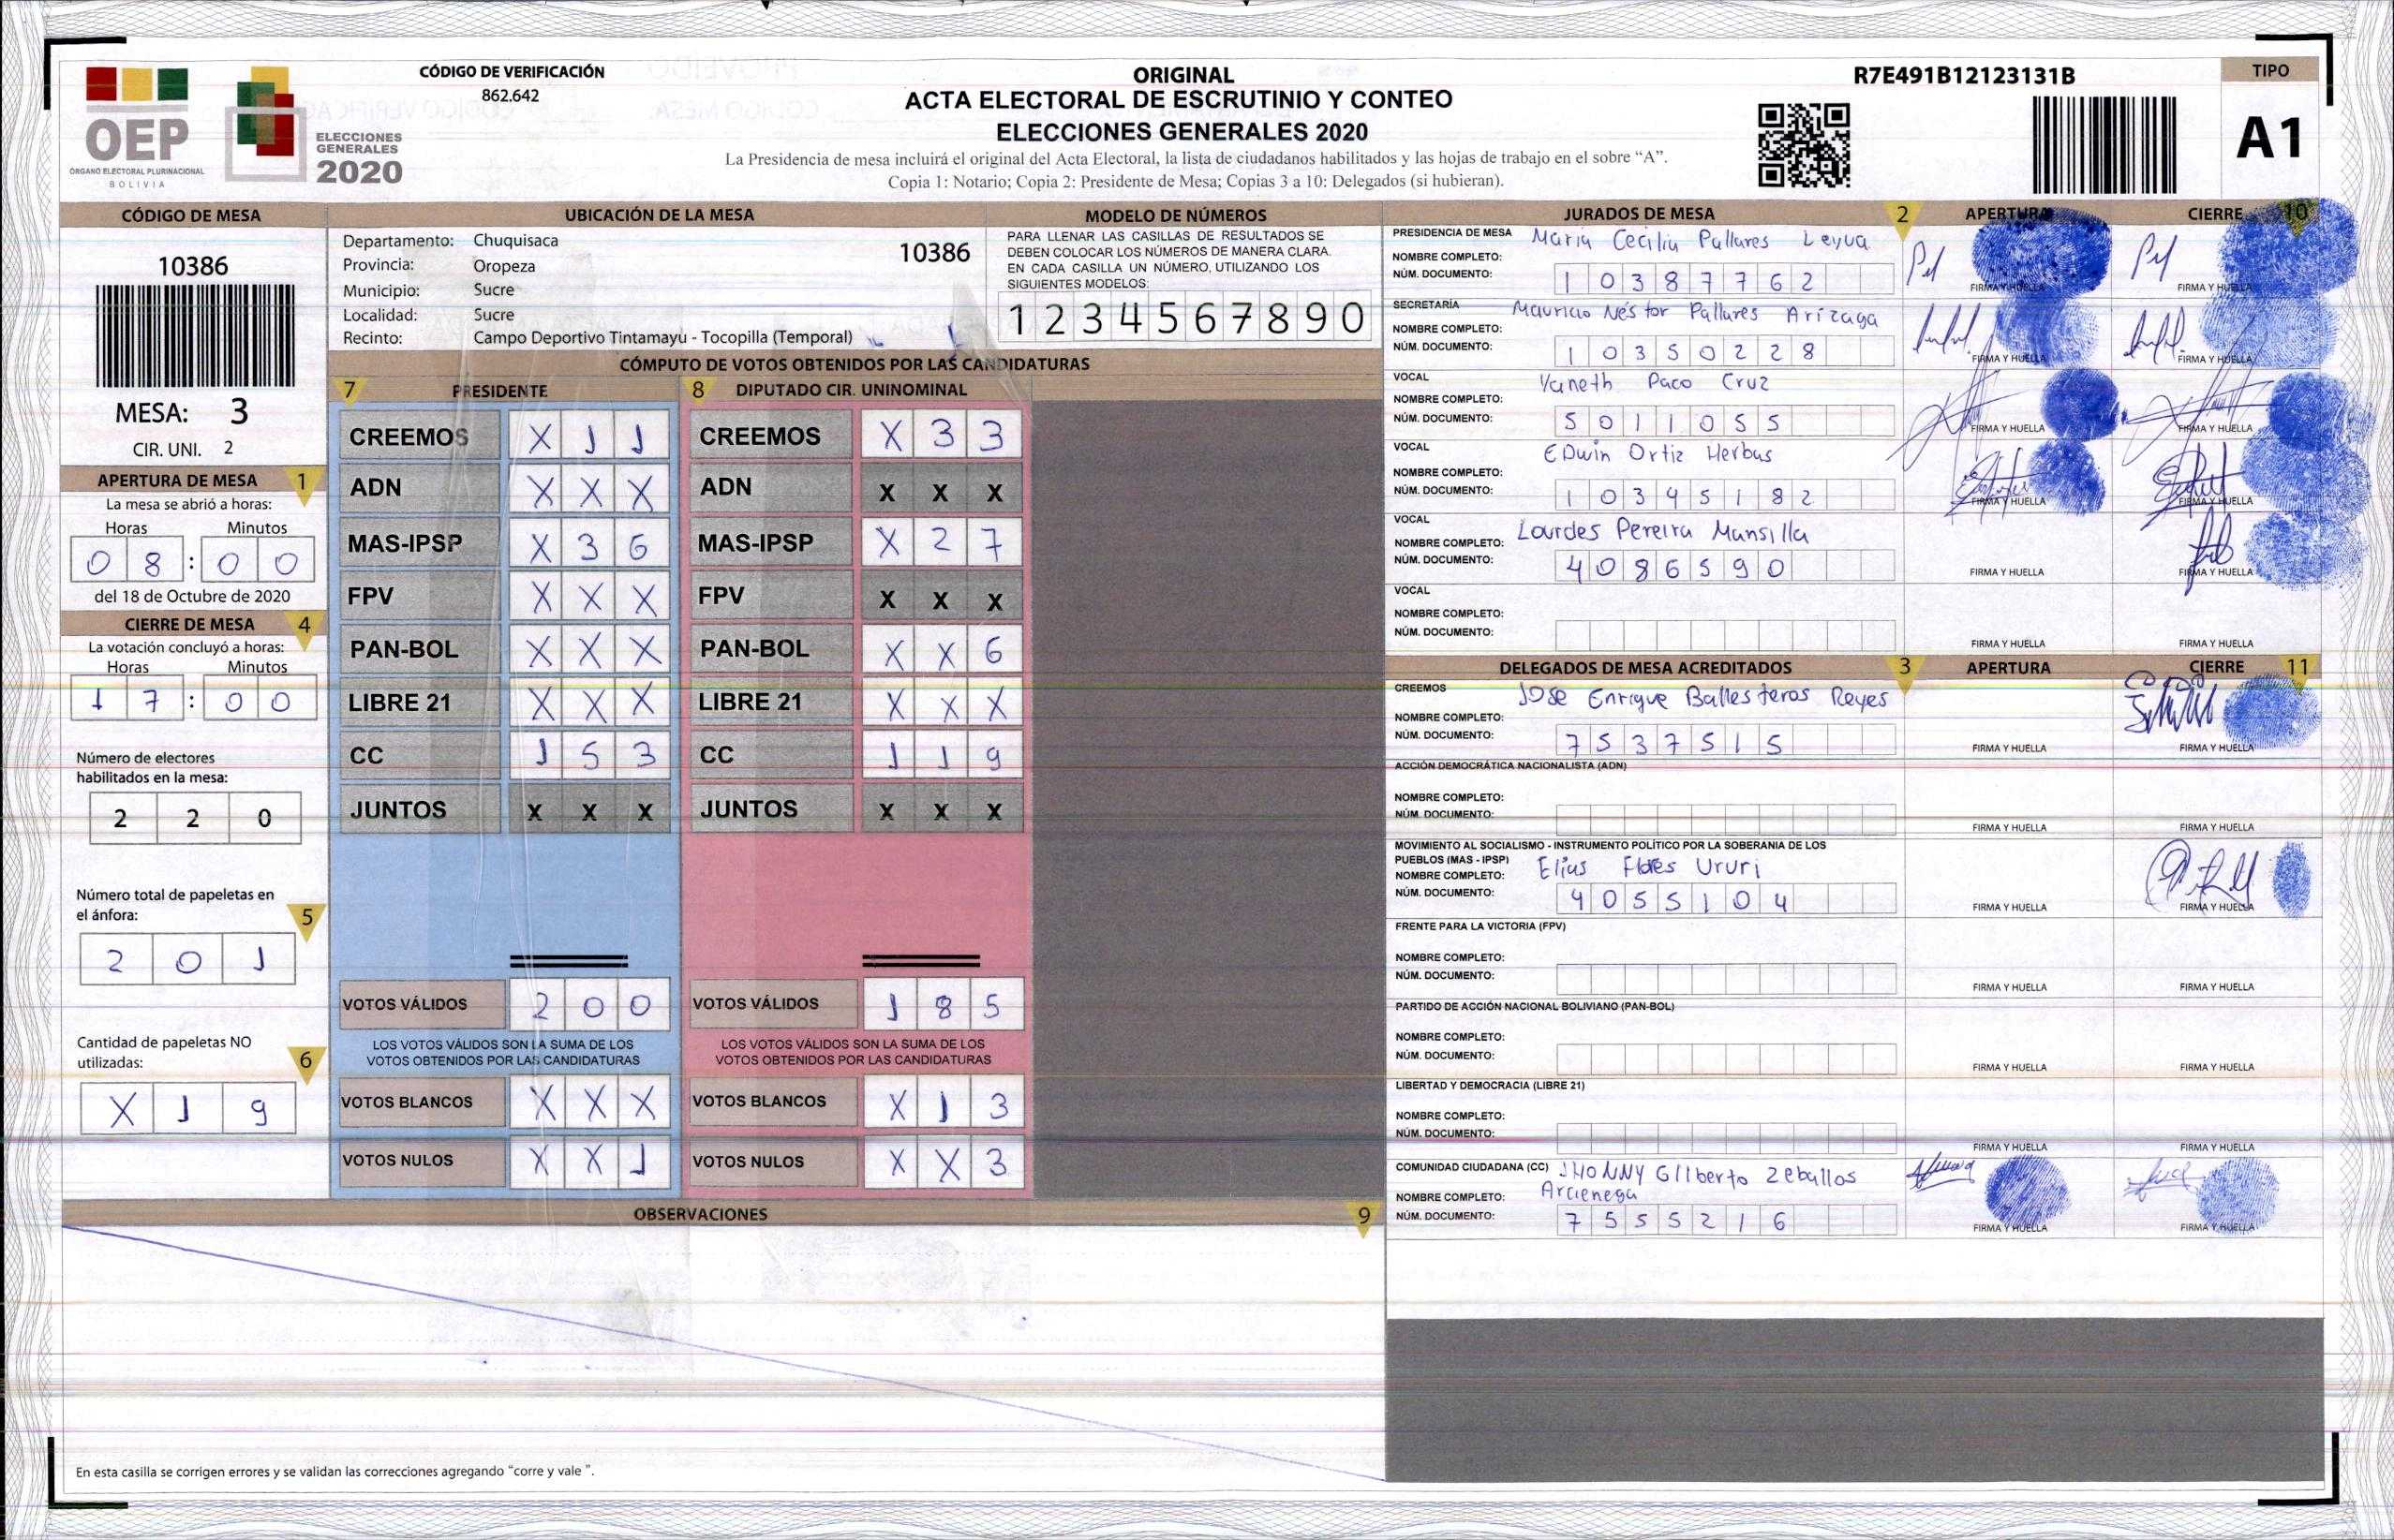 CÓDIGO DE VERIFICACIÓN
862.642
OEP
ÓRGANO ELECTORAL PLURINACIONAL
BOLIVIA
ELECCIONES
GENERALES
2020
ORIGINAL
ACTA ELECTORAL DE ESCRUTINIO Y CONTEO
ELECCIONES GENERALES 2020
La Presidencia de mesa incluirá el original del Acta Electoral, la lista de ciudadanos habilitados y las hojas de trabajo en el sobre “A”.
Copia 1: Notario; Copia 2: Presidente de Mesa; Copias 3 a 10: Delegados (si hubieran).
R7E491B12123131B
TIPO
A1
CÓDIGO DE MESA
10386
MESA: 3
CIR. UNI. 2
APERTURA DE MESA 1
La mesa se abrió a horas:
Horas Minutos
0 8 : 0 0
del 18 de Octubre de 2020
CIERRE DE MESA 4
La votación concluyó a horas:
Horas Minutos
1 7 : 0 0
Número de electores
habilitados en la mesa:
2 2 0
Número total de papeletas en
el ánfora: 5
2 0 1
Cantidad de papeletas NO
utilizadas: 6
X 1 9
UBICACIÓN DE LA MESA
Departamento: Chuquisaca 10386
Provincia: Oropeza
Municipio: Sucre
Localidad: Sucre
Recinto: Campo Deportivo Tintamayu - Tocopilla (Temporal)
MODELO DE NÚMEROS
PARA LLENAR LAS CASILLAS DE RESULTADOS SE
DEBEN COLOCAR LOS NÚMEROS DE MANERA CLARA.
EN CADA CASILLA UN NÚMERO, UTILIZANDO LOS
SIGUIENTES MODELOS:
1 2 3 4 5 6 7 8 9 0
CÓMPUTO DE VOTOS OBTENIDOS POR LAS CANDIDATURAS
7 PRESIDENTE 8 DIPUTADO CIR. UNINOMINAL
CREEMOS X 1 1 CREEMOS X 3 3
ADN X X X ADN X X X
MAS-IPSP X 3 6 MAS-IPSP X 2 7
FPV X X X FPV X X X
PAN-BOL X X X PAN-BOL X X 6
LIBRE 21 X X X LIBRE 21 X X X
CC 1 5 3 CC 1 1 9
JUNTOS X X X JUNTOS X X X
VOTOS VÁLIDOS 2 0 0 VOTOS VÁLIDOS 1 8 5
LOS VOTOS VÁLIDOS SON LA SUMA DE LOS LOS VOTOS VÁLIDOS SON LA SUMA DE LOS
VOTOS OBTENIDOS POR LAS CANDIDATURAS VOTOS OBTENIDOS POR LAS CANDIDATURAS
VOTOS BLANCOS X X X VOTOS BLANCOS X 1 3
VOTOS NULOS X X 1 VOTOS NULOS X X 3
OBSERVACIONES 9
En esta casilla se corrigen errores y se validan las correcciones agregando “corre y vale ”.
JURADOS DE MESA 2 APERTURA CIERRE 10
PRESIDENCIA DE MESA Maria Cecilia Pallares Leyva
NOMBRE COMPLETO:
NÚM. DOCUMENTO: 1 0 3 8 7 7 6 2 FIRMA Y HUELLA FIRMA Y HUELLA
SECRETARÍA Mauricio Néstor Pallares Arízaga
NOMBRE COMPLETO:
NÚM. DOCUMENTO: 1 0 3 5 0 2 2 8 FIRMA Y HUELLA FIRMA Y HUELLA
VOCAL Yaneth Paco Cruz
NOMBRE COMPLETO:
NÚM. DOCUMENTO: 5 0 1 1 0 5 5 FIRMA Y HUELLA FIRMA Y HUELLA
VOCAL EDwin Ortiz Herbas
NOMBRE COMPLETO:
NÚM. DOCUMENTO: 1 0 3 4 5 1 8 2 FIRMA Y HUELLA FIRMA Y HUELLA
VOCAL Lourdes Pereira Mansilla
NOMBRE COMPLETO:
NÚM. DOCUMENTO: 4 0 8 6 5 9 0 FIRMA Y HUELLA FIRMA Y HUELLA
VOCAL
NOMBRE COMPLETO:
NÚM. DOCUMENTO: FIRMA Y HUELLA FIRMA Y HUELLA
DELEGADOS DE MESA ACREDITADOS 3 APERTURA CIERRE 11
CREEMOS Jose Enrique Ballesteros Reyes
NOMBRE COMPLETO:
NÚM. DOCUMENTO: 7 5 3 7 5 1 5 FIRMA Y HUELLA FIRMA Y HUELLA
ACCIÓN DEMOCRÁTICA NACIONALISTA (ADN)
NOMBRE COMPLETO:
NÚM. DOCUMENTO: FIRMA Y HUELLA FIRMA Y HUELLA
MOVIMIENTO AL SOCIALISMO - INSTRUMENTO POLÍTICO POR LA SOBERANIA DE LOS
PUEBLOS (MAS - IPSP) Elias Flores Ururi
NOMBRE COMPLETO:
NÚM. DOCUMENTO: 4 0 5 5 1 0 4 FIRMA Y HUELLA FIRMA Y HUELLA
FRENTE PARA LA VICTORIA (FPV)
NOMBRE COMPLETO:
NÚM. DOCUMENTO: FIRMA Y HUELLA FIRMA Y HUELLA
PARTIDO DE ACCIÓN NACIONAL BOLIVIANO (PAN-BOL)
NOMBRE COMPLETO:
NÚM. DOCUMENTO: FIRMA Y HUELLA FIRMA Y HUELLA
LIBERTAD Y DEMOCRACIA (LIBRE 21)
NOMBRE COMPLETO:
NÚM. DOCUMENTO: FIRMA Y HUELLA FIRMA Y HUELLA
COMUNIDAD CIUDADANA (CC) JHONNY Gilberto Zeballos
NOMBRE COMPLETO: Arcienega
NÚM. DOCUMENTO: 7 5 5 5 2 1 6 FIRMA Y HUELLA FIRMA Y HUELLA